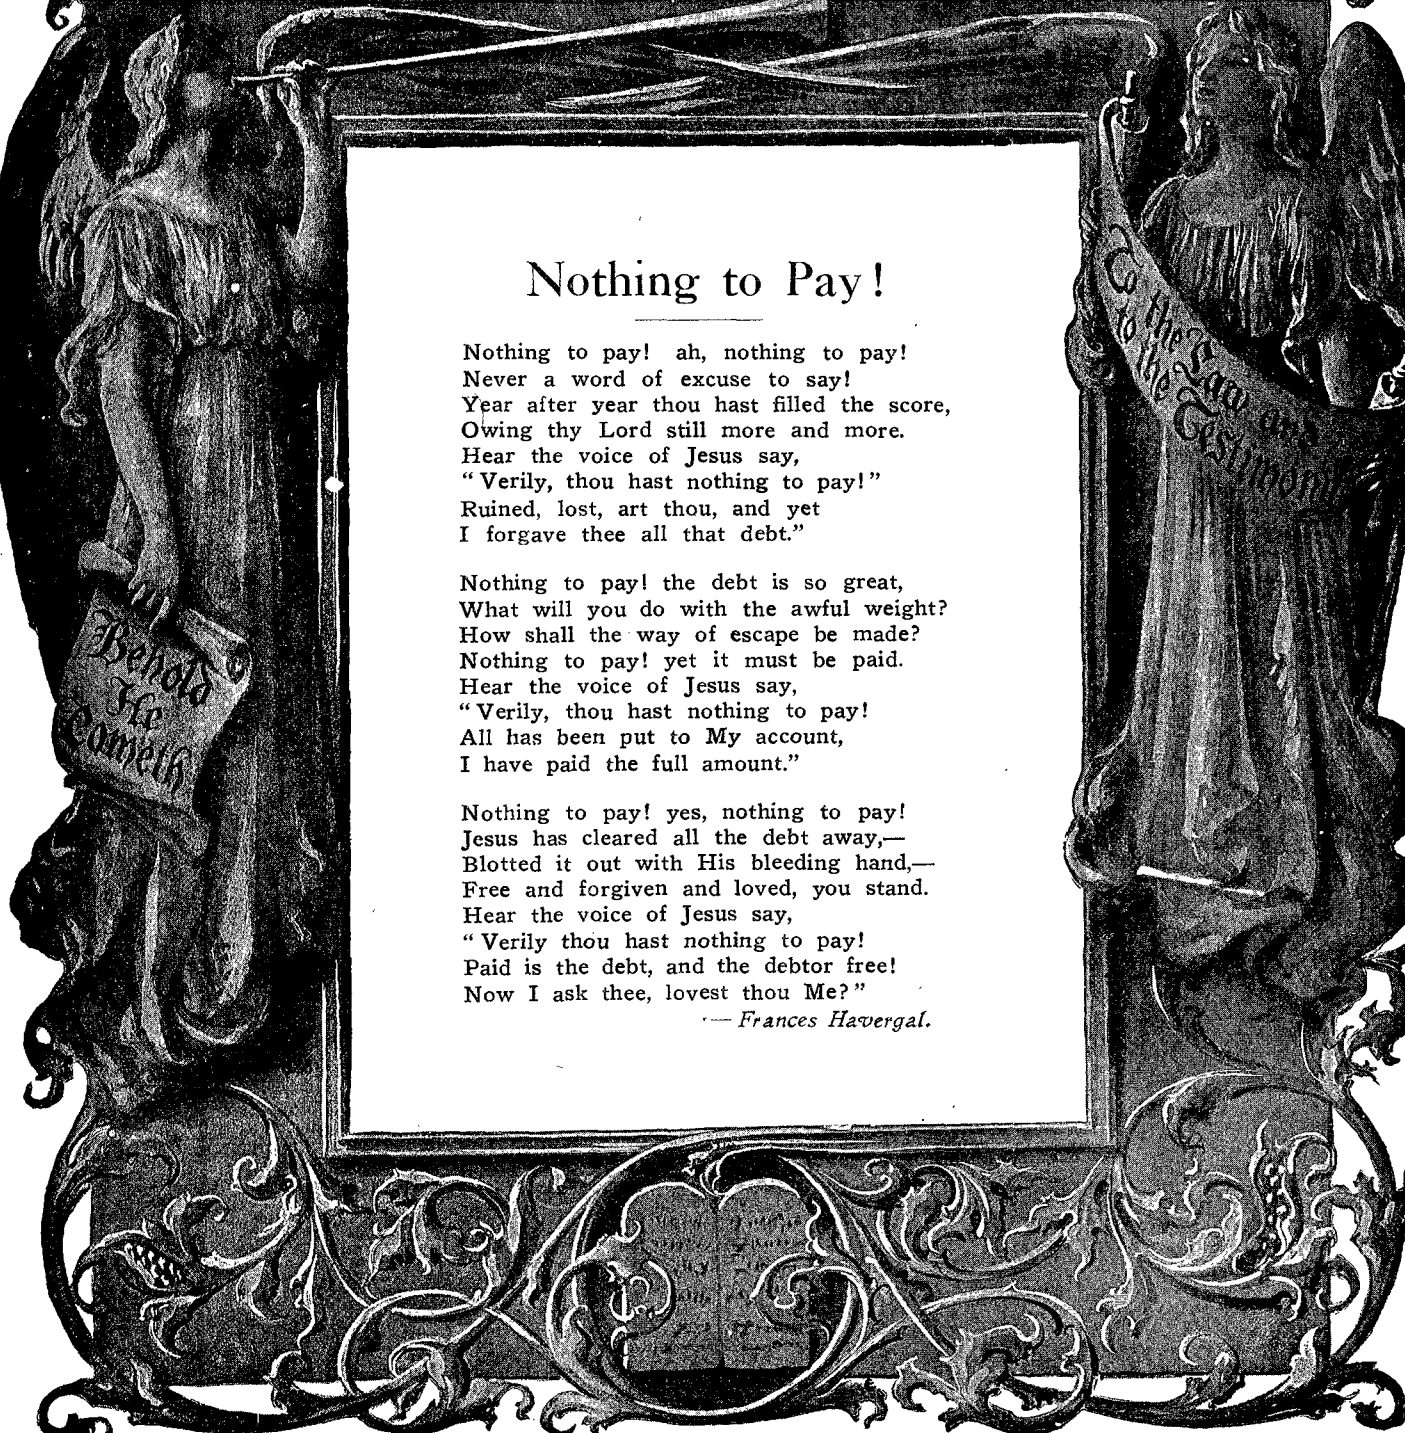 Nothing to Pay!
Nothing to pay! ah, nothing to pay!
Never a word of excuse to say!
Year after year thou hast filled the score,
Owing thy Lord still more and more.
Hear the voice of Jesus say,
“Verily, thou hast nothing to pay!”
Ruined, lost, art thou, and yet
I forgave thee all that debt.”
Nothing to pay! the debt is so great,
What will you do with the awful weight?
How shall the way of escape be made?
Nothing to pay! yet it must be paid.
Hear the voice of Jesus say,
“Verily, thou hast nothing to pay!
All has been put to My account,
I have paid the full amount.”
Nothing to pay! yes, nothing to pay!
Jesus has cleared all the debt away,—
Blotted it out with His bleeding hand,—
Free and forgiven and loved, you stand.
Hear the voice of Jesus say,
“Verily thou hast nothing to pay!
Paid is the debt, and the debtor free!
Now I ask thee, lovest thou Me?”
— Frances Havergal.
Behold
He
Cometh
To the Law and
to the Testimony